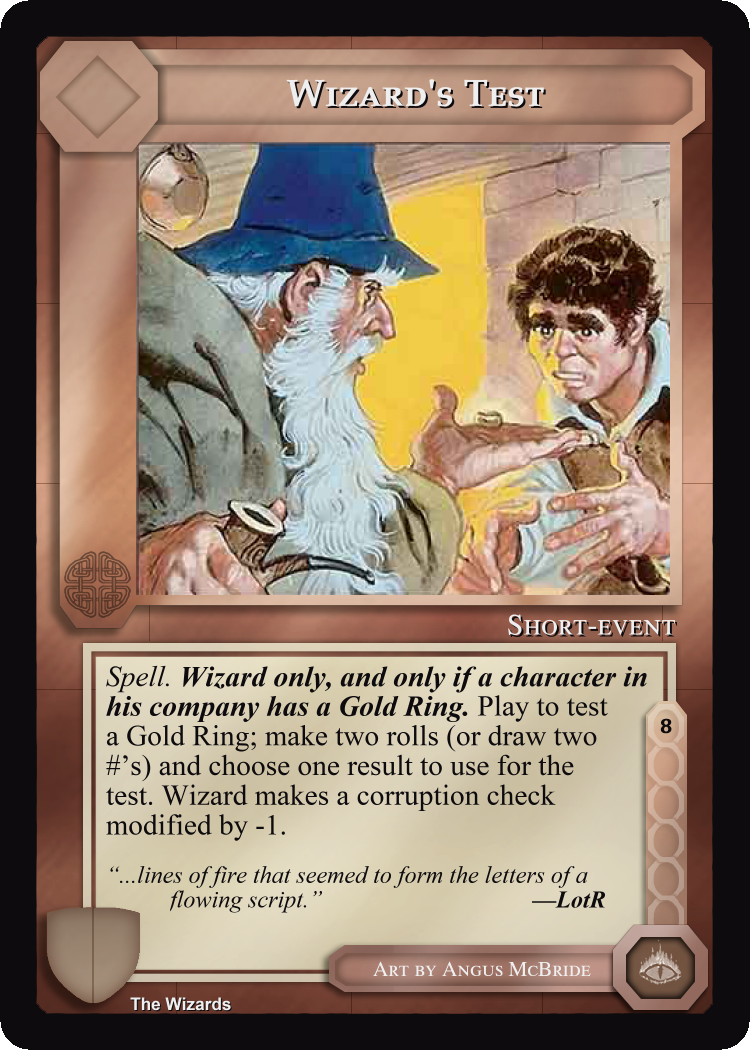 Wizard's Test
Short-event
Spell. Wizard only, and only if a character in
his company has a Gold Ring. Play to test
a Gold Ring; make two rolls (or draw two
#'s) and choose one result to use for the
test. Wizard makes a corruption check
modified by -1.
8
“...lines of fire that seemed to form the letters of a
flowing script.” —LotR
Art by Angus McBride
The Wizards